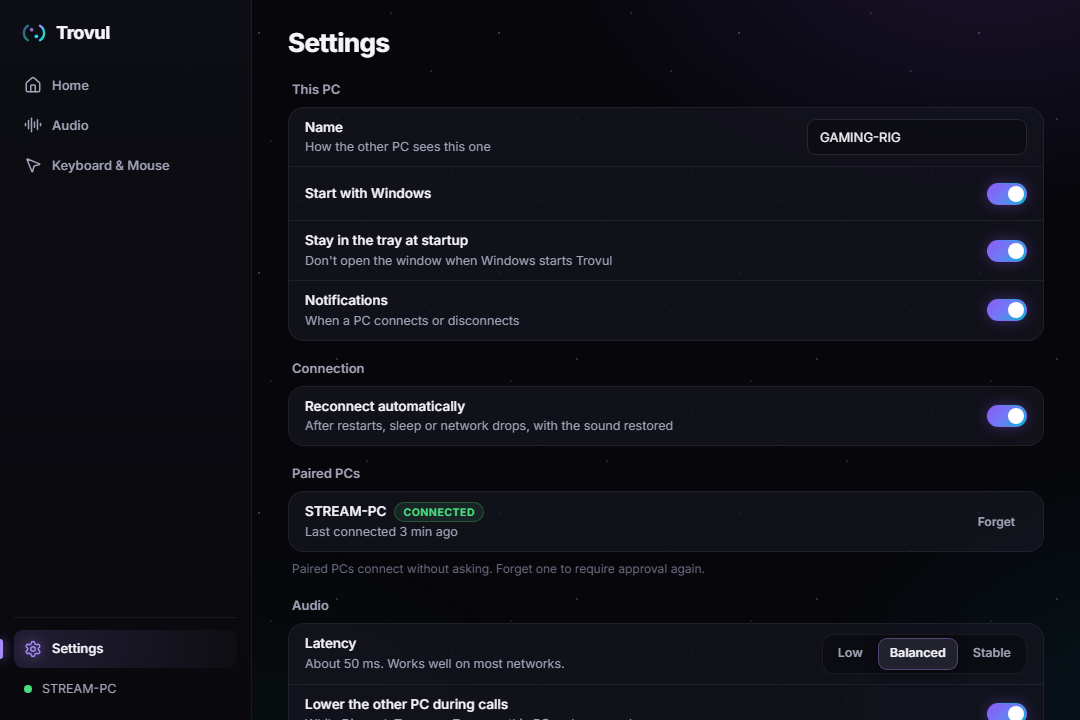 Trovul
Home
Audio
Keyboard & Mouse
Settings
STREAM-PC
Settings
This PC
Name
How the other PC sees this one
GAMING-RIG
Start with Windows
Stay in the tray at startup
Don't open the window when Windows starts Trovul
Notifications
When a PC connects or disconnects
Connection
Reconnect automatically
After restarts, sleep or network drops, with the sound restored
Paired PCs
STREAM-PC CONNECTED
Last connected 3 min ago
Forget
Paired PCs connect without asking. Forget one to require approval again.
Audio
Latency
About 50 ms. Works well on most networks.
Low Balanced Stable
Lower the other PC during calls